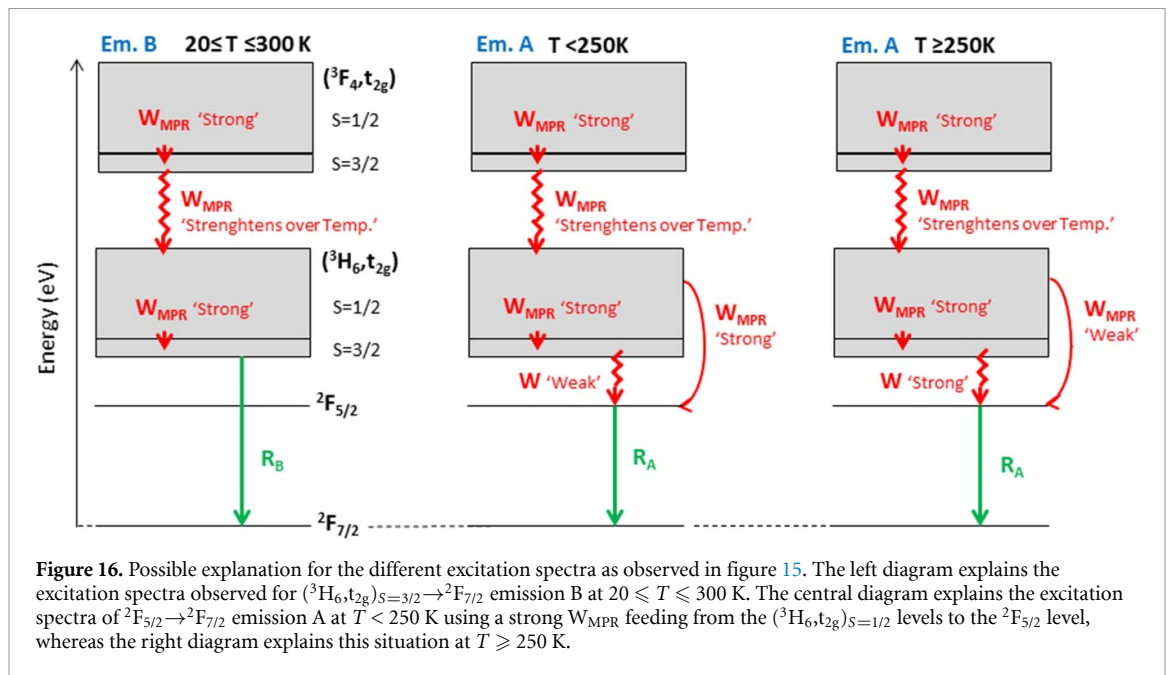 Em. B 20≤ T ≤300 K
(³F₄,t₂g)
W_MPR 'Strong'
S=1/2
S=3/2
W_MPR
'Strenghtens over Temp.'
(³H₆,t₂g)
W_MPR 'Strong'
S=1/2
S=3/2
²F₅/₂
R_B
²F₇/₂
Energy (eV)
Em. A T <250K
W_MPR 'Strong'
W_MPR
'Strenghtens over Temp.'
W_MPR 'Strong'
W_MPR
'Strong'
W 'Weak'
R_A
Em. A T ≥250K
W_MPR 'Strong'
W_MPR
'Strenghtens over Temp.'
W_MPR 'Strong'
W_MPR
'Weak'
W 'Strong'
R_A
Figure 16. Possible explanation for the different excitation spectra as observed in figure 15. The left diagram explains the
excitation spectra observed for (³H₆,t₂g)S=3/2→²F₇/₂ emission B at 20 ⩽ T ⩽ 300 K. The central diagram explains the excitation
spectra of ²F₅/₂→²F₇/₂ emission A at T < 250 K using a strong W_MPR feeding from the (³H₆,t₂g)S=1/2 levels to the ²F₅/₂ level,
whereas the right diagram explains this situation at T ⩾ 250 K.